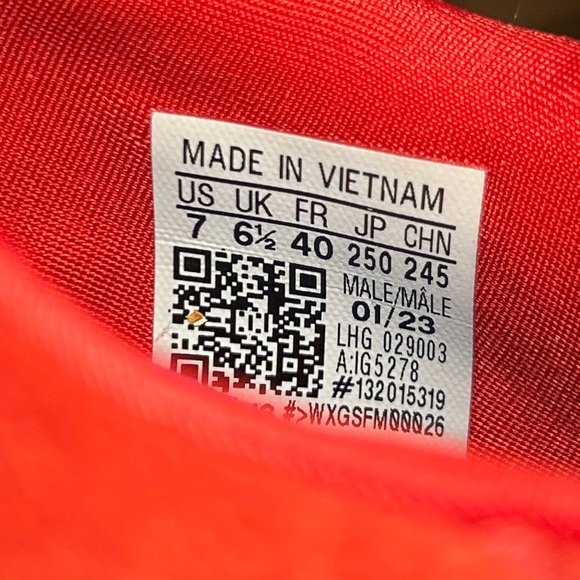 MADE IN VIETNAM
US UK FR JP CHN
7 6½ 40 250 245
MALE/MÂLE
01/23
LHG 029003
A:IG5278
#132015319
#>WXGSFM00026